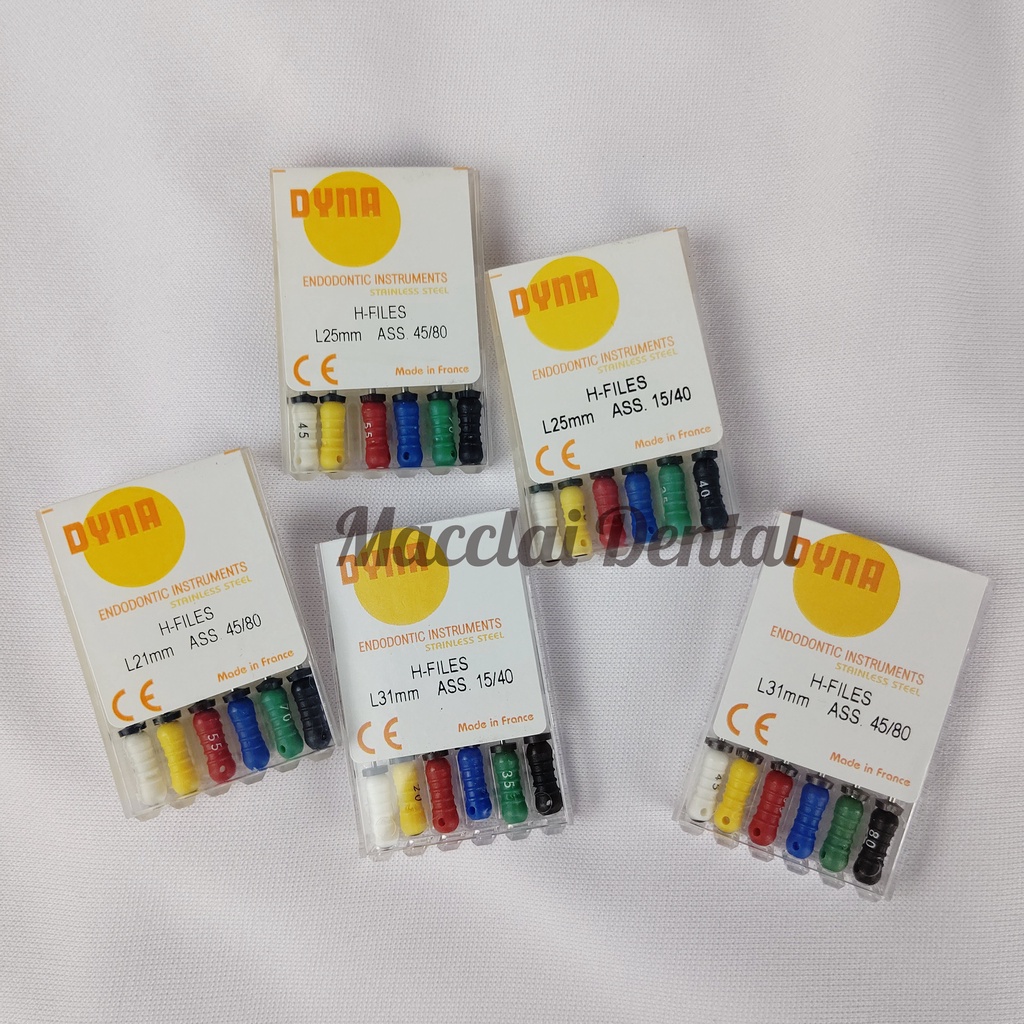 DYNA
ENDODONTIC INSTRUMENTS
STAINLESS STEEL
H-FILES
L25mm ASS. 45/80
CE Made in France
45
55
DYNA
ENDODONTIC INSTRUMENTS
STAINLESS STEEL
H-FILES
L25mm ASS. 15/40
CE Made in France
40
Macclai Dental
DYNA
ENDODONTIC INSTRUMENTS
STAINLESS STEEL
H-FILES
L21mm ASS 45/80
Made in France
CE
55
70
DYNA
ENDODONTIC INSTRUMENTS
STAINLESS STEEL
H-FILES
L31mm ASS. 15/40
CE Made in France
20
35
DYNA
ENDODONTIC INSTRUMENTS
STAINLESS STEEL
H-FILES
L31mm ASS. 45/80
CE
Made in France
45
80